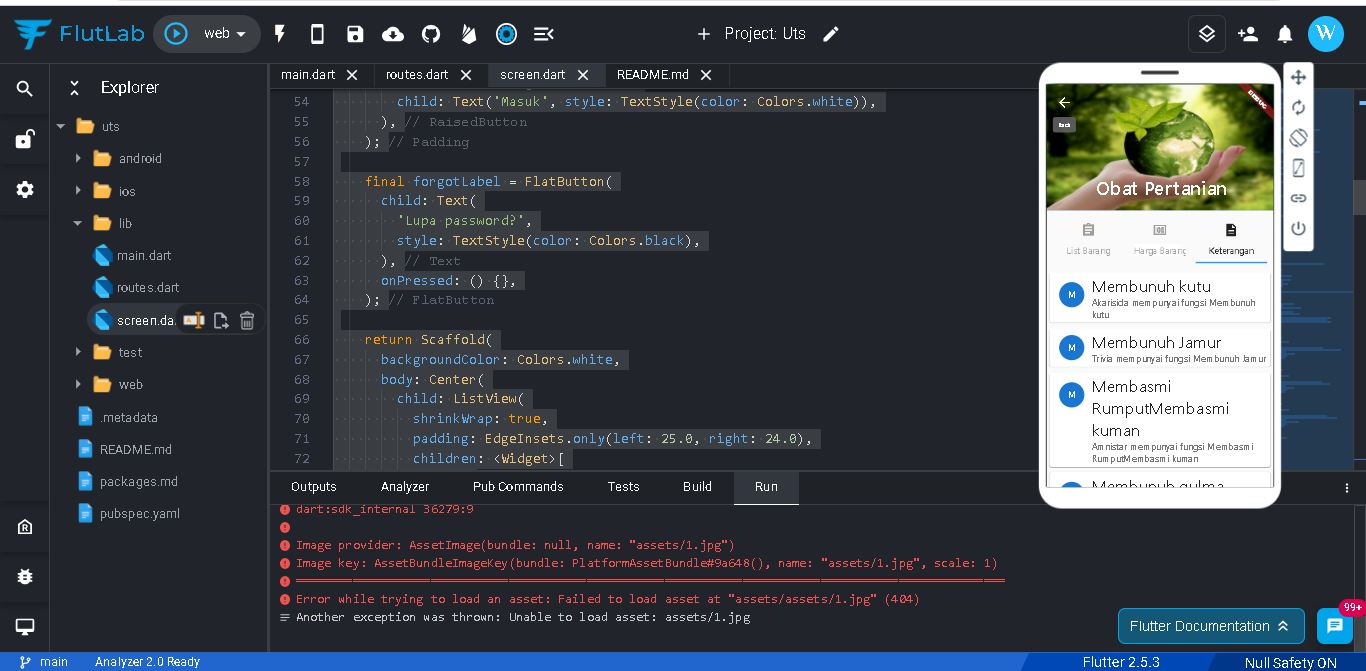 FlutLab
web
Project: Uts
W
Explorer
uts
android
ios
lib
main.dart
routes.dart
screen.da
test
web
.metadata
README.md
packages.md
pubspec.yaml
main.dart
routes.dart
screen.dart
README.md
54 child: Text('Masuk', style: TextStyle(color: Colors.white)),
55 ), // RaisedButton
56 ); // Padding
57
58 final forgotLabel = FlatButton(
59 child: Text(
60 'Lupa password?',
61 style: TextStyle(color: Colors.black),
62 ), // Text
63 onPressed: () {},
64 ); // FlatButton
65
66 return Scaffold(
67 backgroundColor: Colors.white,
68 body: Center(
69 child: ListView(
70 shrinkWrap: true,
71 padding: EdgeInsets.only(left: 25.0, right: 24.0),
72 children: <Widget>[
DEBUG
Back
Obat Pertanian
List Barang
Harga Barang
Keterangan
M
Membunuh kutu
Akarisida mempunyai fungsi Membunuh
kutu
M
Membunuh Jamur
Trivia mempunyai fungsi Membunuh Jamur
M
Membasmi
RumputMembasmi
kuman
Amnistar mempunyai fungsi Membasmi
RumputMembasmi kuman
Membunuh gulma
Outputs
Analyzer
Pub Commands
Tests
Build
Run
dart:sdk_internal 36279:9
Image provider: AssetImage(bundle: null, name: "assets/1.jpg")
Image key: AssetBundleImageKey(bundle: PlatformAssetBundle#9a648(), name: "assets/1.jpg", scale: 1)
Error while trying to load an asset: Failed to load asset at "assets/assets/1.jpg" (404)
Another exception was thrown: Unable to load asset: assets/1.jpg
Flutter Documentation
99+
main
Analyzer 2.0 Ready
Flutter 2.5.3
Null Safety ON